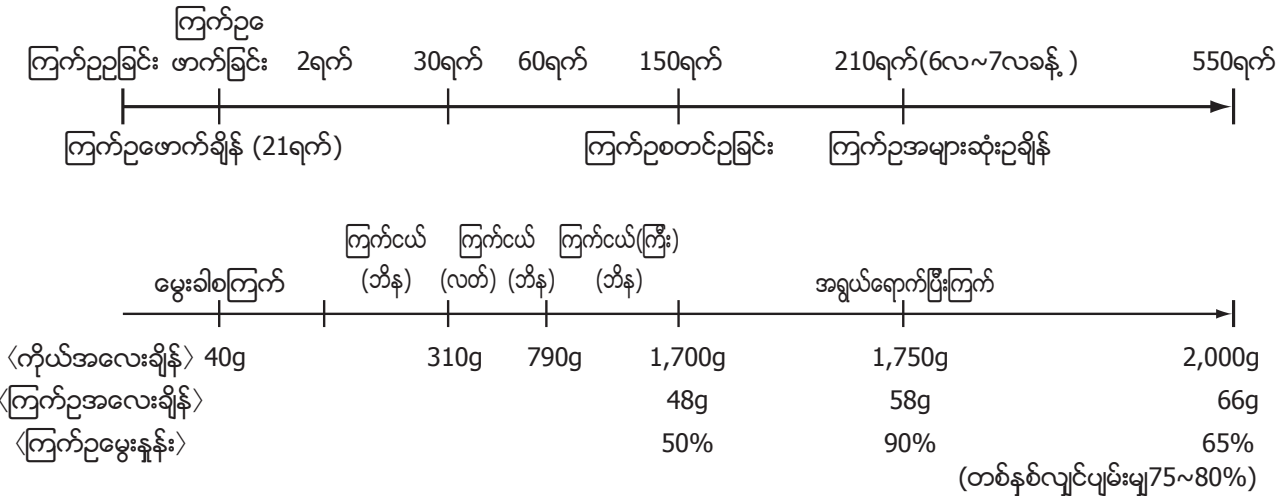 ကြက်ဥဥခြင်း ကြက်ဥဖေ
ဖာက်ခြင်း 2ရက် 30ရက် 60ရက် 150ရက် 210ရက်(6လ~7လခန့်) 550ရက်
ကြက်ဥဖောက်ချိန် (21ရက်) ကြက်ဥစတင်ဥခြင်း ကြက်ဥအများဆုံးဥချိန်
ကြက်ငယ် ကြက်ငယ် ကြက်ငယ်(ကြီး)
မွေးခါစကြက် (ဘိန) (လတ်) (ဘိန) (ဘိန) အရွယ်ရောက်ပြီးကြက်
〈ကိုယ်အလေးချိန်〉 40g 310g 790g 1,700g 1,750g 2,000g
〈ကြက်ဥအလေးချိန်〉 48g 58g 66g
〈ကြက်ဥမွေးနှုန်း〉 50% 90% 65%
(တစ်နှစ်လျှင်ပျမ်းမျှ75~80%)